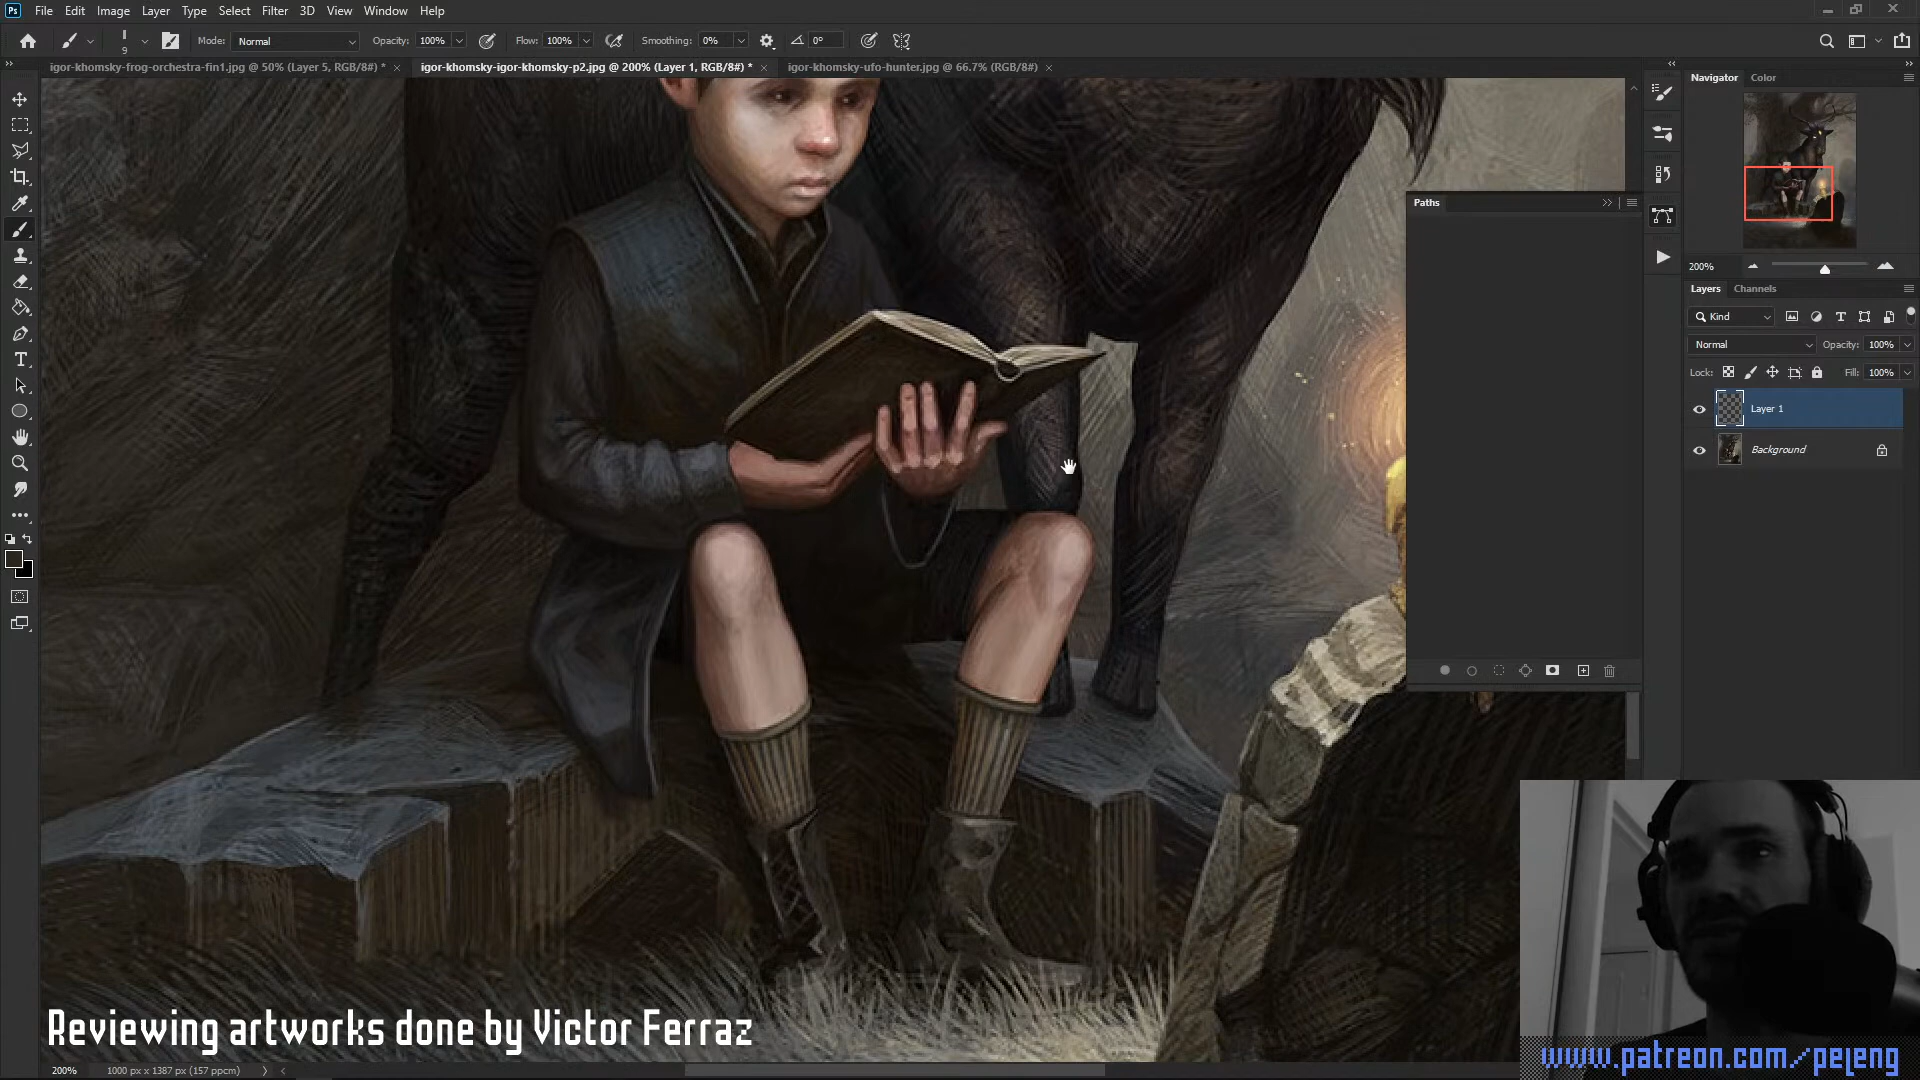 Ps File Edit Image Layer Type Select Filter 3D View Window Help
9 Mode: Normal Opacity: 100% Flow: 100% Smoothing: 0% 0°
igor-khomsky-frog-orchestra-fin1.jpg @ 50% (Layer 5, RGB/8#) * × igor-khomsky-igor-khomsky-p2.jpg @ 200% (Layer 1, RGB/8#) * × igor-khomsky-ufo-hunter.jpg @ 66.7% (RGB/8#) ×
Navigator Color
Paths
200%
Layers Channels
Kind
Normal Opacity: 100%
Lock: Fill: 100%
Layer 1
Background
Reviewing artworks done by Victor Ferraz
www.patreon.com/peleng
200% 1000 px x 1387 px (157 ppcm)